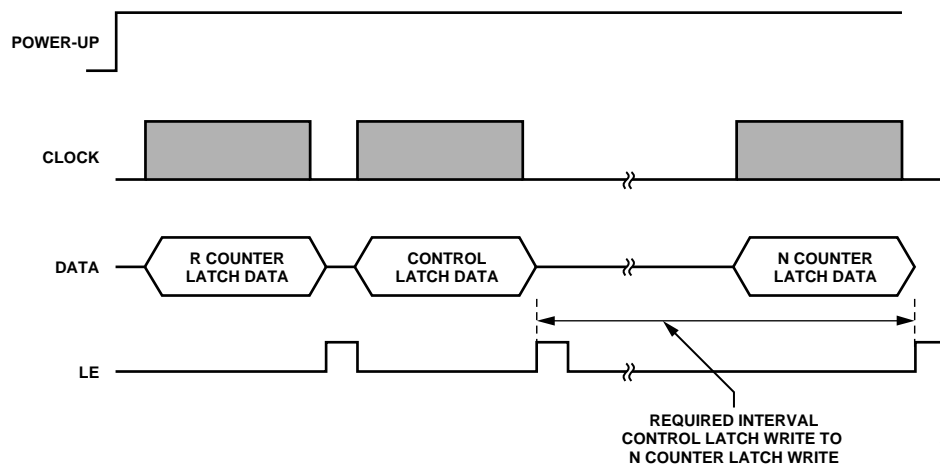 POWER-UP
CLOCK
DATA
R COUNTER
LATCH DATA
CONTROL
LATCH DATA
N COUNTER
LATCH DATA
LE
REQUIRED INTERVAL
CONTROL LATCH WRITE TO
N COUNTER LATCH WRITE